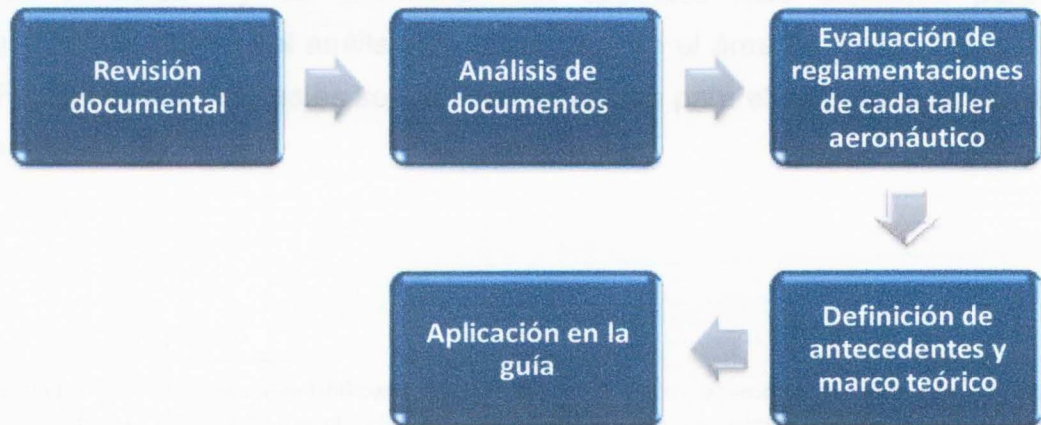 Revisión
documental
Análisis de
documentos
Evaluación de
reglamentaciones
de cada taller
aeronáutico
Definición de
antecedentes y
marco teórico
Aplicación en la
guía